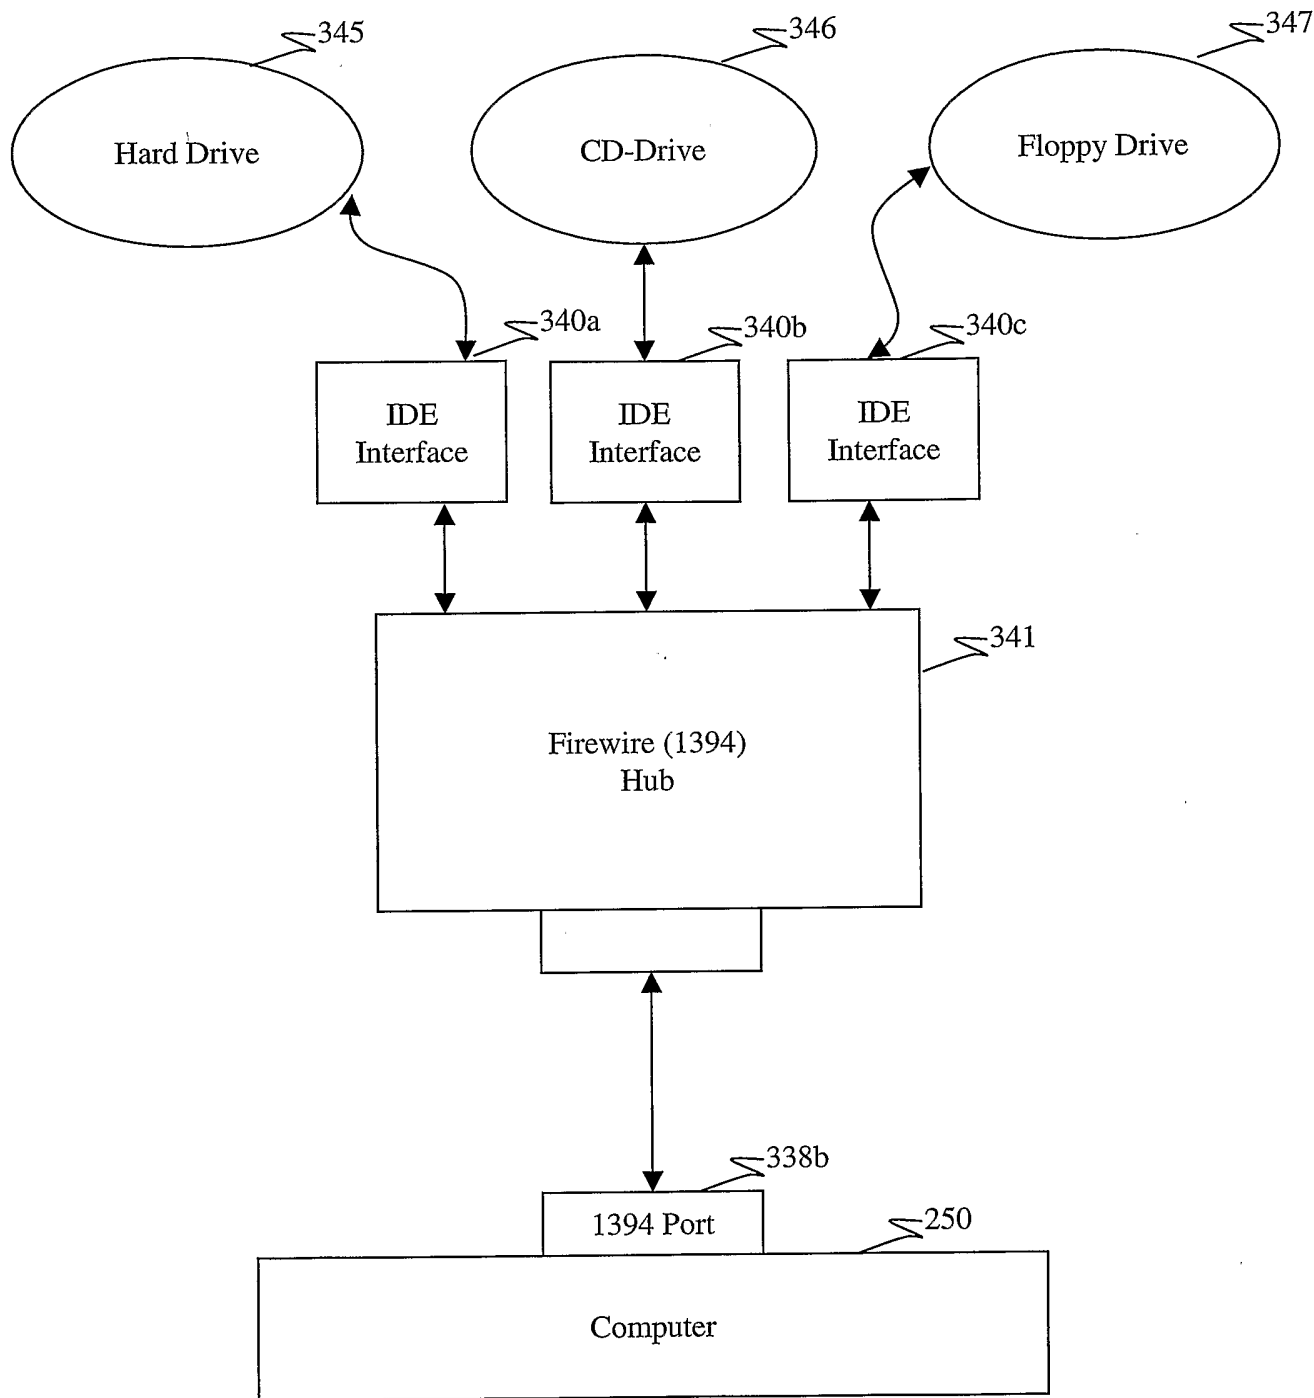 345
346
347
Hard Drive
CD-Drive
Floppy Drive
340a
340b
340c
IDE
Interface
IDE
Interface
IDE
Interface
341
Firewire (1394)
Hub
338b
1394 Port
250
Computer